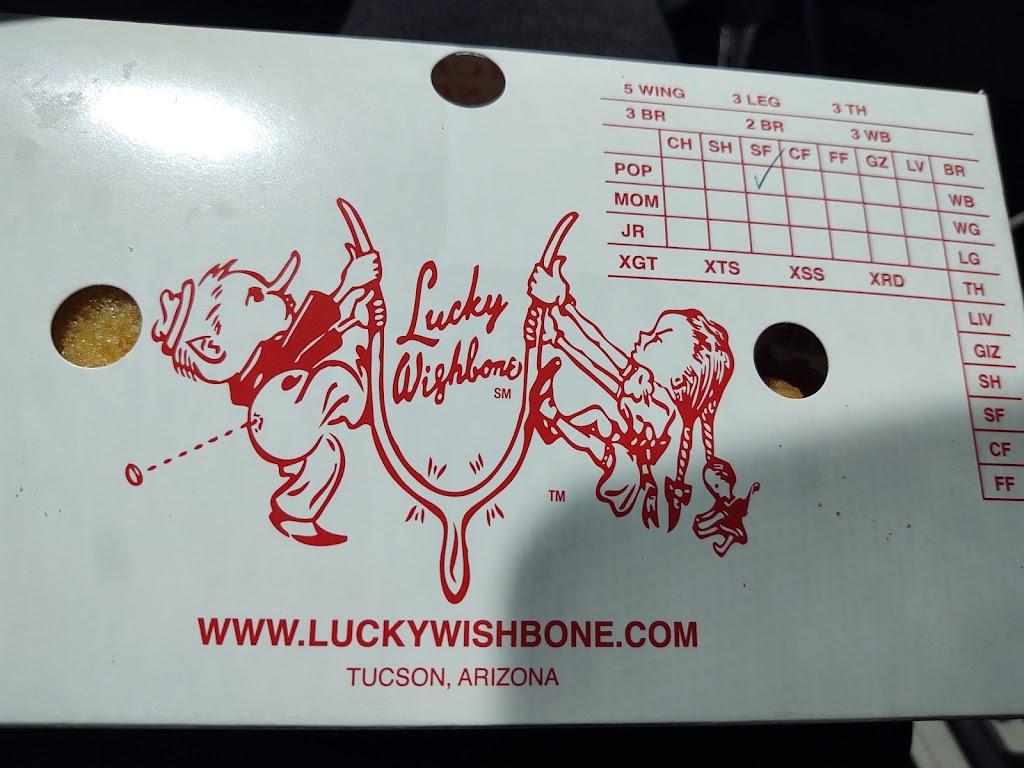 5 WING 3 LEG 3 TH
3 BR 2 BR 3 WB
CH SH SF CF FF GZ LV BR
POP ✓ WB
MOM WG
JR LG
XGT XTS XSS XRD TH
LIV
GIZ
SH
SF
CF
FF
Lucky
Wishbone SM
TM
WWW.LUCKYWISHBONE.COM
TUCSON, ARIZONA